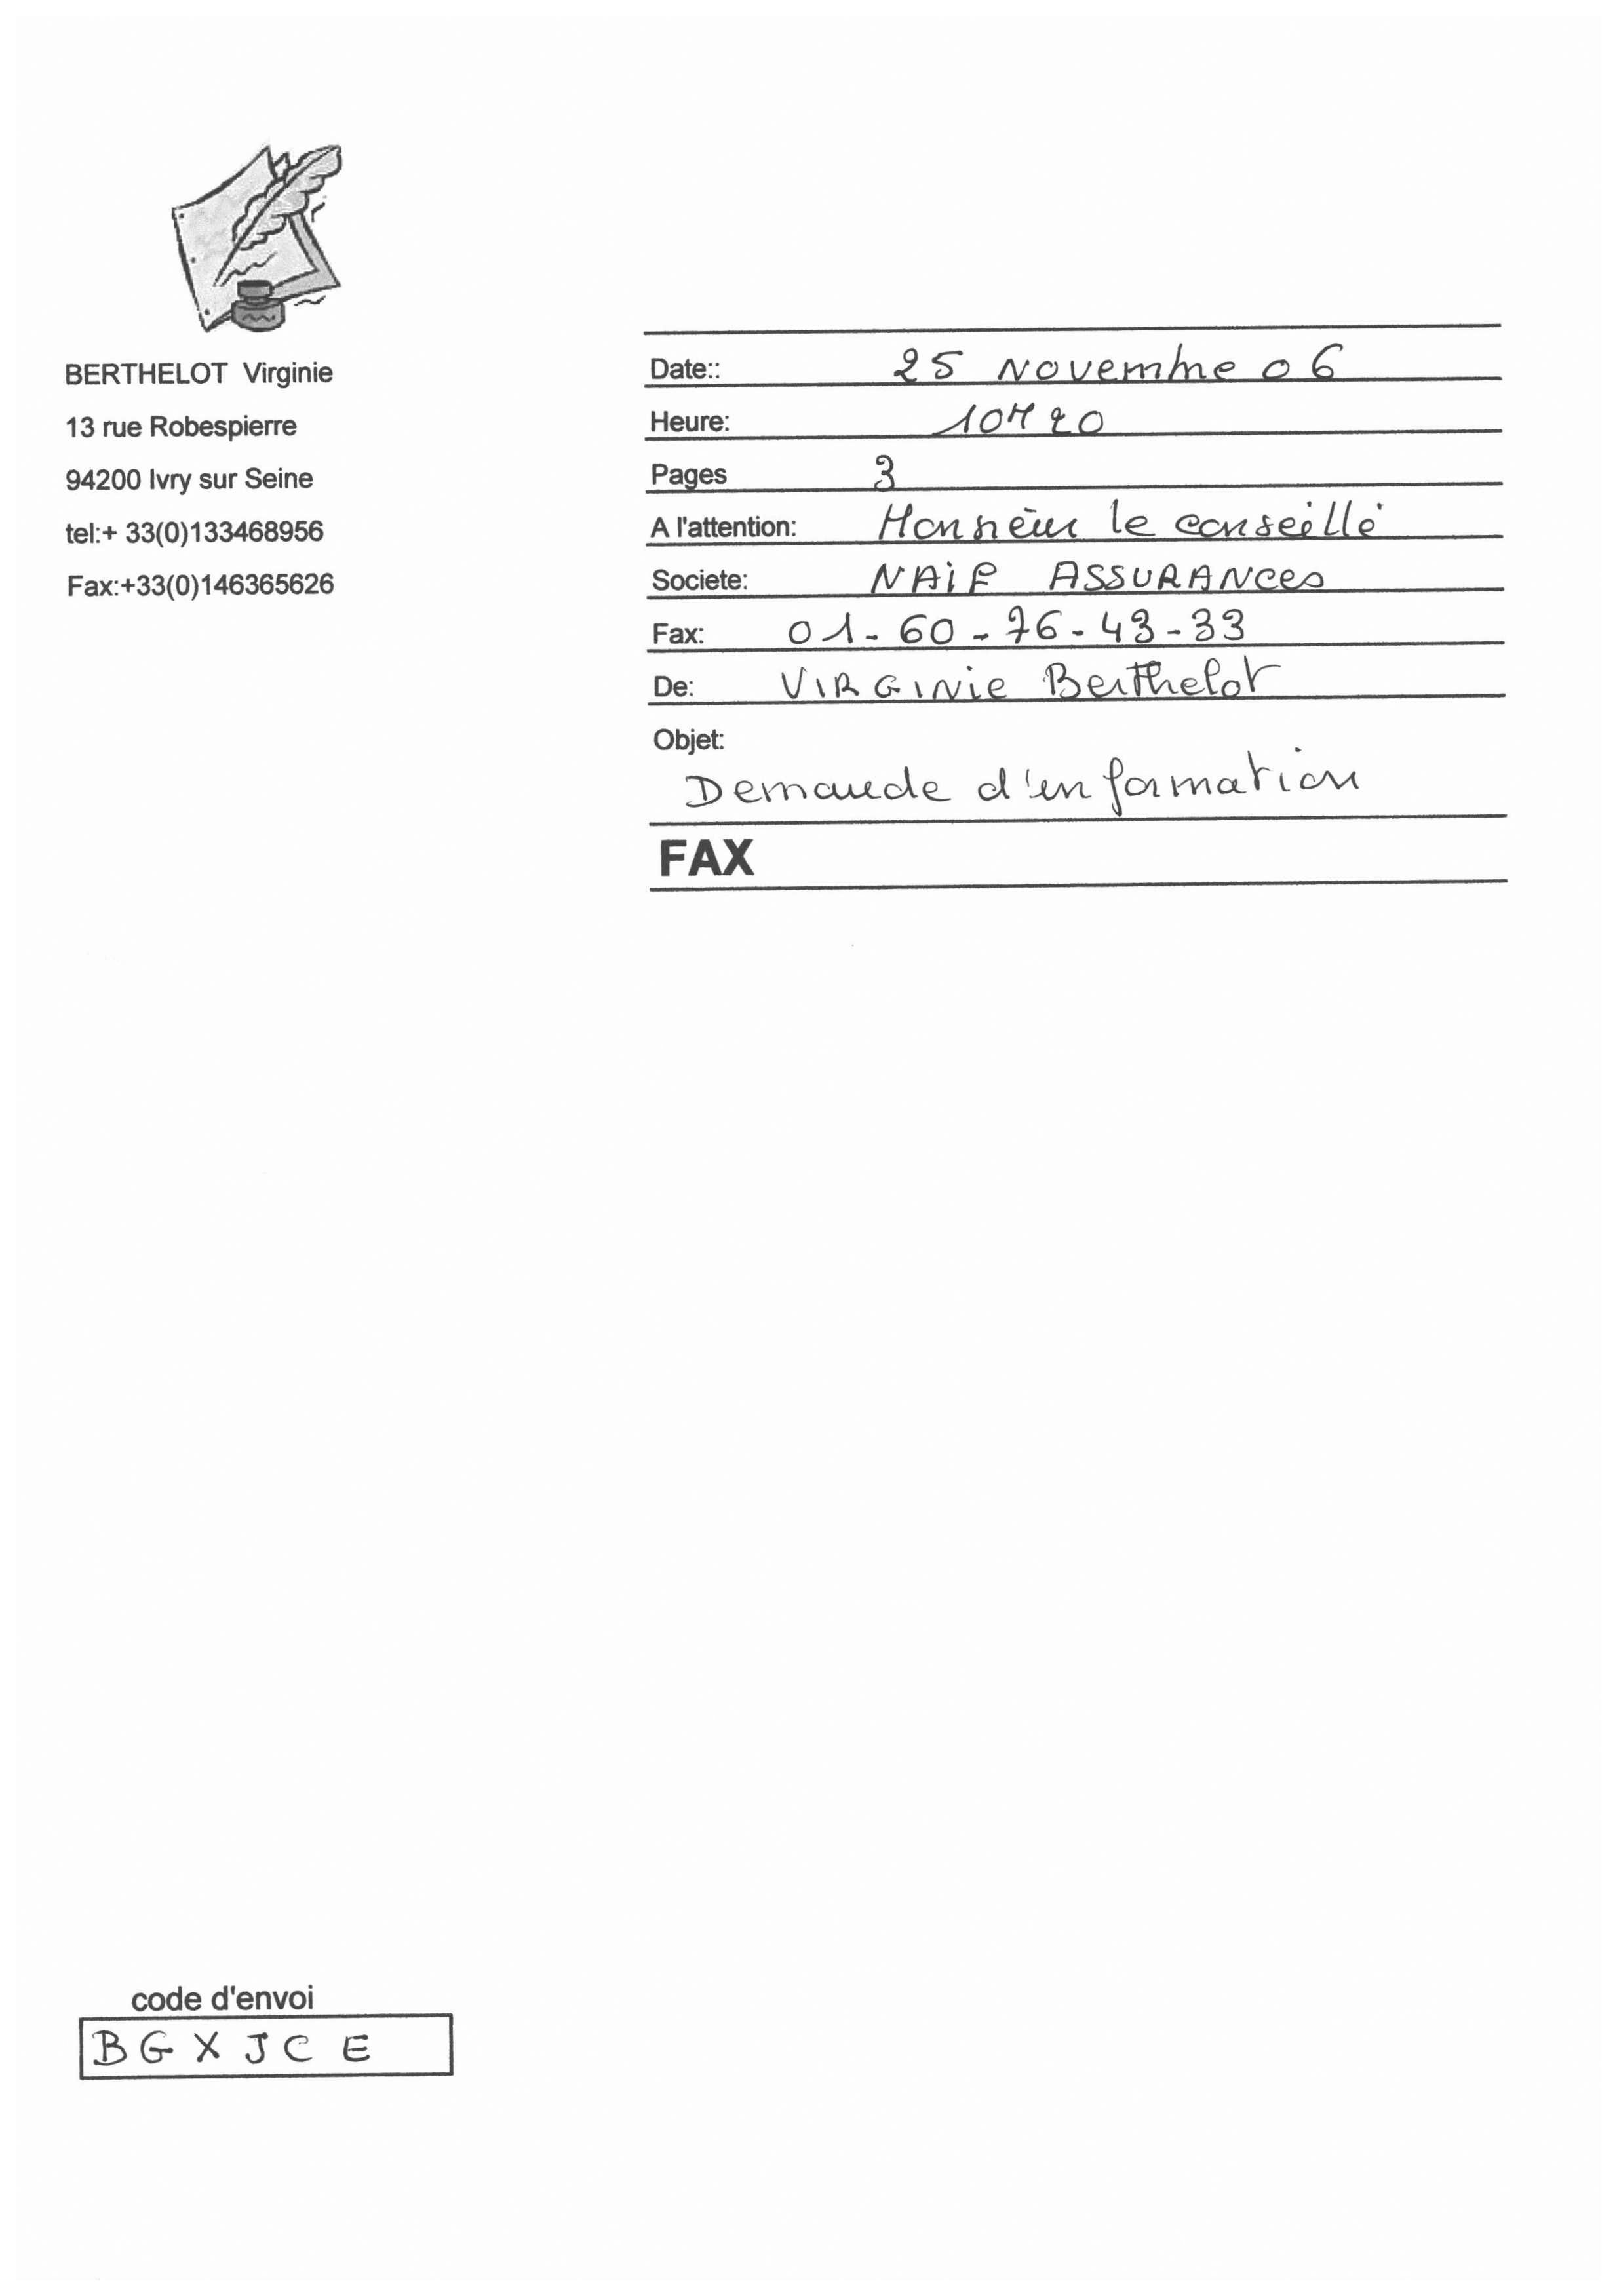 BERTHELOT Virginie
13 rue Robespierre
94200 Ivry sur Seine
tel:+ 33(0)133468956
Fax:+33(0)146365626
Date:: 25 Novembre 06
Heure: 10H20
Pages 3
A l'attention: Monsieur le conseillé
Societe: NAiF ASSURANCes
Fax: 01-60-76-43-33
De: VIRGINie Berthelot
Objet:
Demande d'information
FAX
code d'envoi
BGXJCE